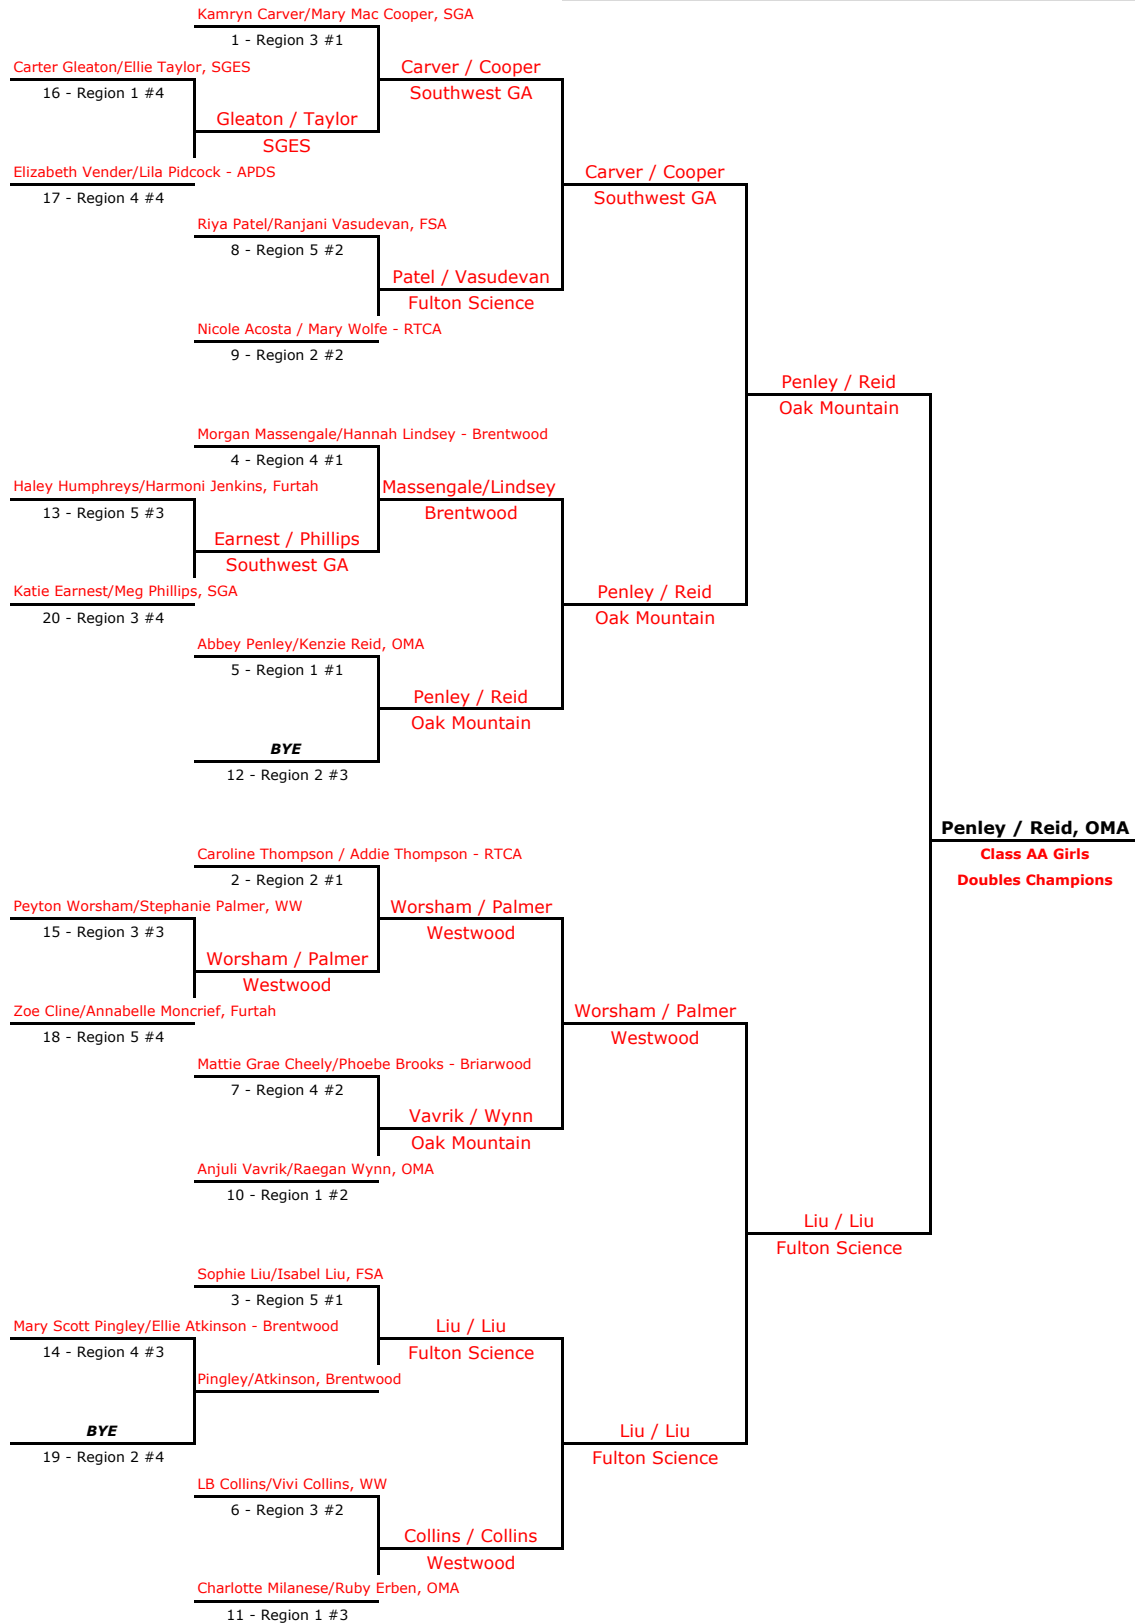 Kamryn Carver/Mary Mac Cooper, SGA
1 - Region 3 #1
Carter Gleaton/Ellie Taylor, SGES
Carver / Cooper
16 - Region 1 #4
Southwest GA
Gleaton / Taylor
SGES
Elizabeth Vender/Lila Pidcock - APDS
Carver / Cooper
17 - Region 4 #4
Southwest GA
Riya Patel/Ranjani Vasudevan, FSA
8 - Region 5 #2
Patel / Vasudevan
Fulton Science
Nicole Acosta / Mary Wolfe - RTCA
9 - Region 2 #2
Penley / Reid
Oak Mountain
Morgan Massengale/Hannah Lindsey - Brentwood
4 - Region 4 #1
Haley Humphreys/Harmoni Jenkins, Furtah
Massengale/Lindsey
13 - Region 5 #3
Brentwood
Earnest / Phillips
Southwest GA
Katie Earnest/Meg Phillips, SGA
Penley / Reid
20 - Region 3 #4
Oak Mountain
Abbey Penley/Kenzie Reid, OMA
5 - Region 1 #1
Penley / Reid
Oak Mountain
BYE
12 - Region 2 #3
Penley / Reid, OMA
Class AA Girls
Doubles Champions
Caroline Thompson / Addie Thompson - RTCA
2 - Region 2 #1
Peyton Worsham/Stephanie Palmer, WW
Worsham / Palmer
15 - Region 3 #3
Westwood
Worsham / Palmer
Westwood
Zoe Cline/Annabelle Moncrief, Furtah
Worsham / Palmer
18 - Region 5 #4
Westwood
Mattie Grae Cheely/Phoebe Brooks - Briarwood
7 - Region 4 #2
Vavrik / Wynn
Oak Mountain
Anjuli Vavrik/Raegan Wynn, OMA
10 - Region 1 #2
Liu / Liu
Fulton Science
Sophie Liu/Isabel Liu, FSA
3 - Region 5 #1
Mary Scott Pingley/Ellie Atkinson - Brentwood
Liu / Liu
14 - Region 4 #3
Fulton Science
Pingley/Atkinson, Brentwood
BYE
Liu / Liu
19 - Region 2 #4
Fulton Science
LB Collins/Vivi Collins, WW
6 - Region 3 #2
Collins / Collins
Westwood
Charlotte Milanese/Ruby Erben, OMA
11 - Region 1 #3